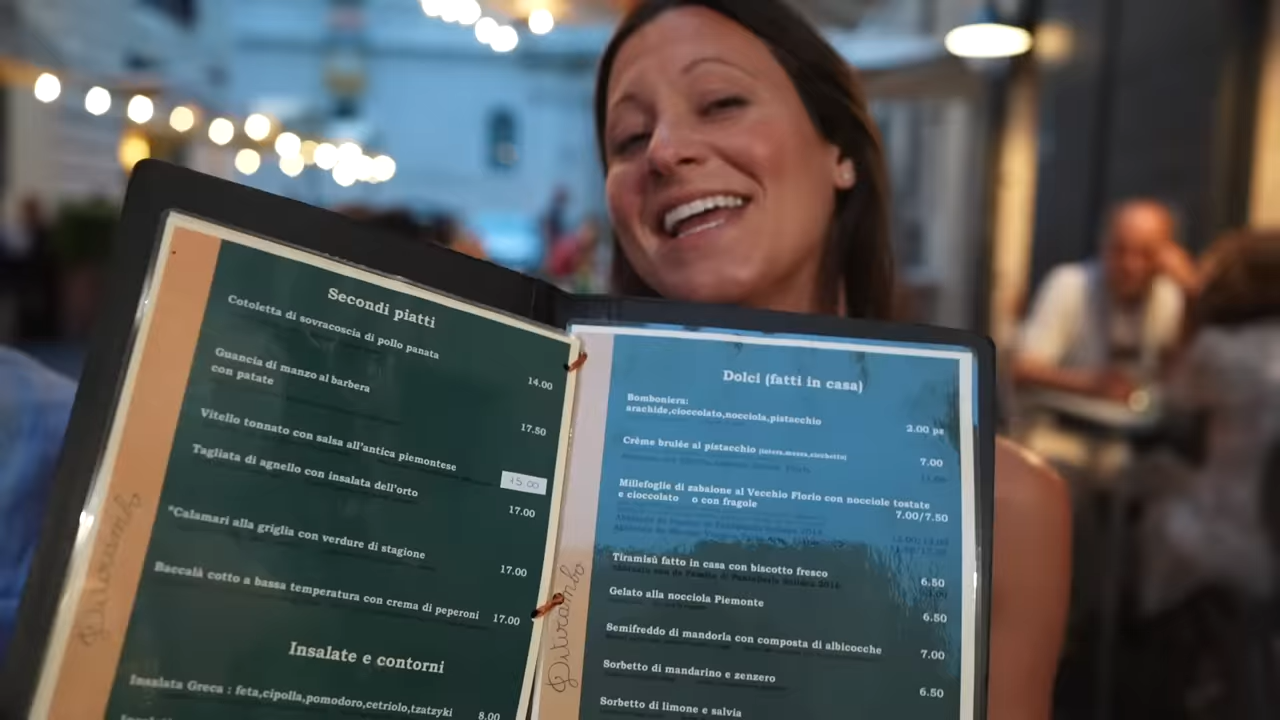 Secondi piatti
Cotoletta di sovracoscia di pollo panata
14.00
Guancia di manzo al barbera
con patate
17.50
Vitello tonnato con salsa all'antica piemontese
15.00
Tagliata di agnello con insalata dell'orto
17.00
*Calamari alla griglia con verdure di stagione
17.00
Baccalà cotto a bassa temperatura con crema di peperoni 17.00
Insalate e contorni
Insalata Greca : feta,cipolla,pomodoro,cetriolo,tzatzyki 8.00
Ditirambo
Dolci (fatti in casa)
Bomboniera:
arachide,cioccolato,nocciola,pistacchio
2.00 pz
Crème brulée al pistacchio
7.00
Millefoglie di zabaione al Vecchio Florio con nocciole tostate
e cioccolato o con fragole
7.00/7.50
Tiramisù fatto in casa con biscotto fresco
6.50
Gelato alla nocciola Piemonte
6.50
Semifreddo di mandorla con composta di albicocche
7.00
Sorbetto di mandarino e zenzero
6.50
Sorbetto di limone e salvia
Ditirambo